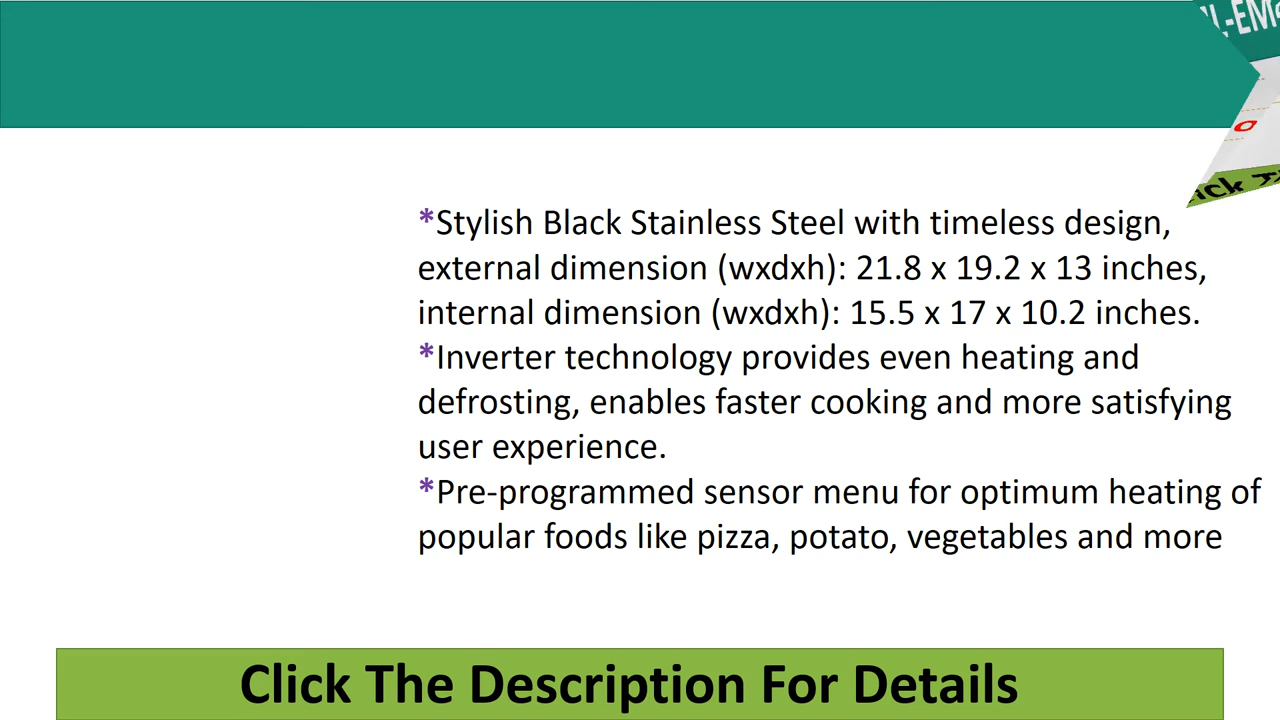 *Stylish Black Stainless Steel with timeless design,
external dimension (wxdxh): 21.8 x 19.2 x 13 inches,
internal dimension (wxdxh): 15.5 x 17 x 10.2 inches.
*Inverter technology provides even heating and
defrosting, enables faster cooking and more satisfying
user experience.
*Pre-programmed sensor menu for optimum heating of
popular foods like pizza, potato, vegetables and more
Click The Description For Details